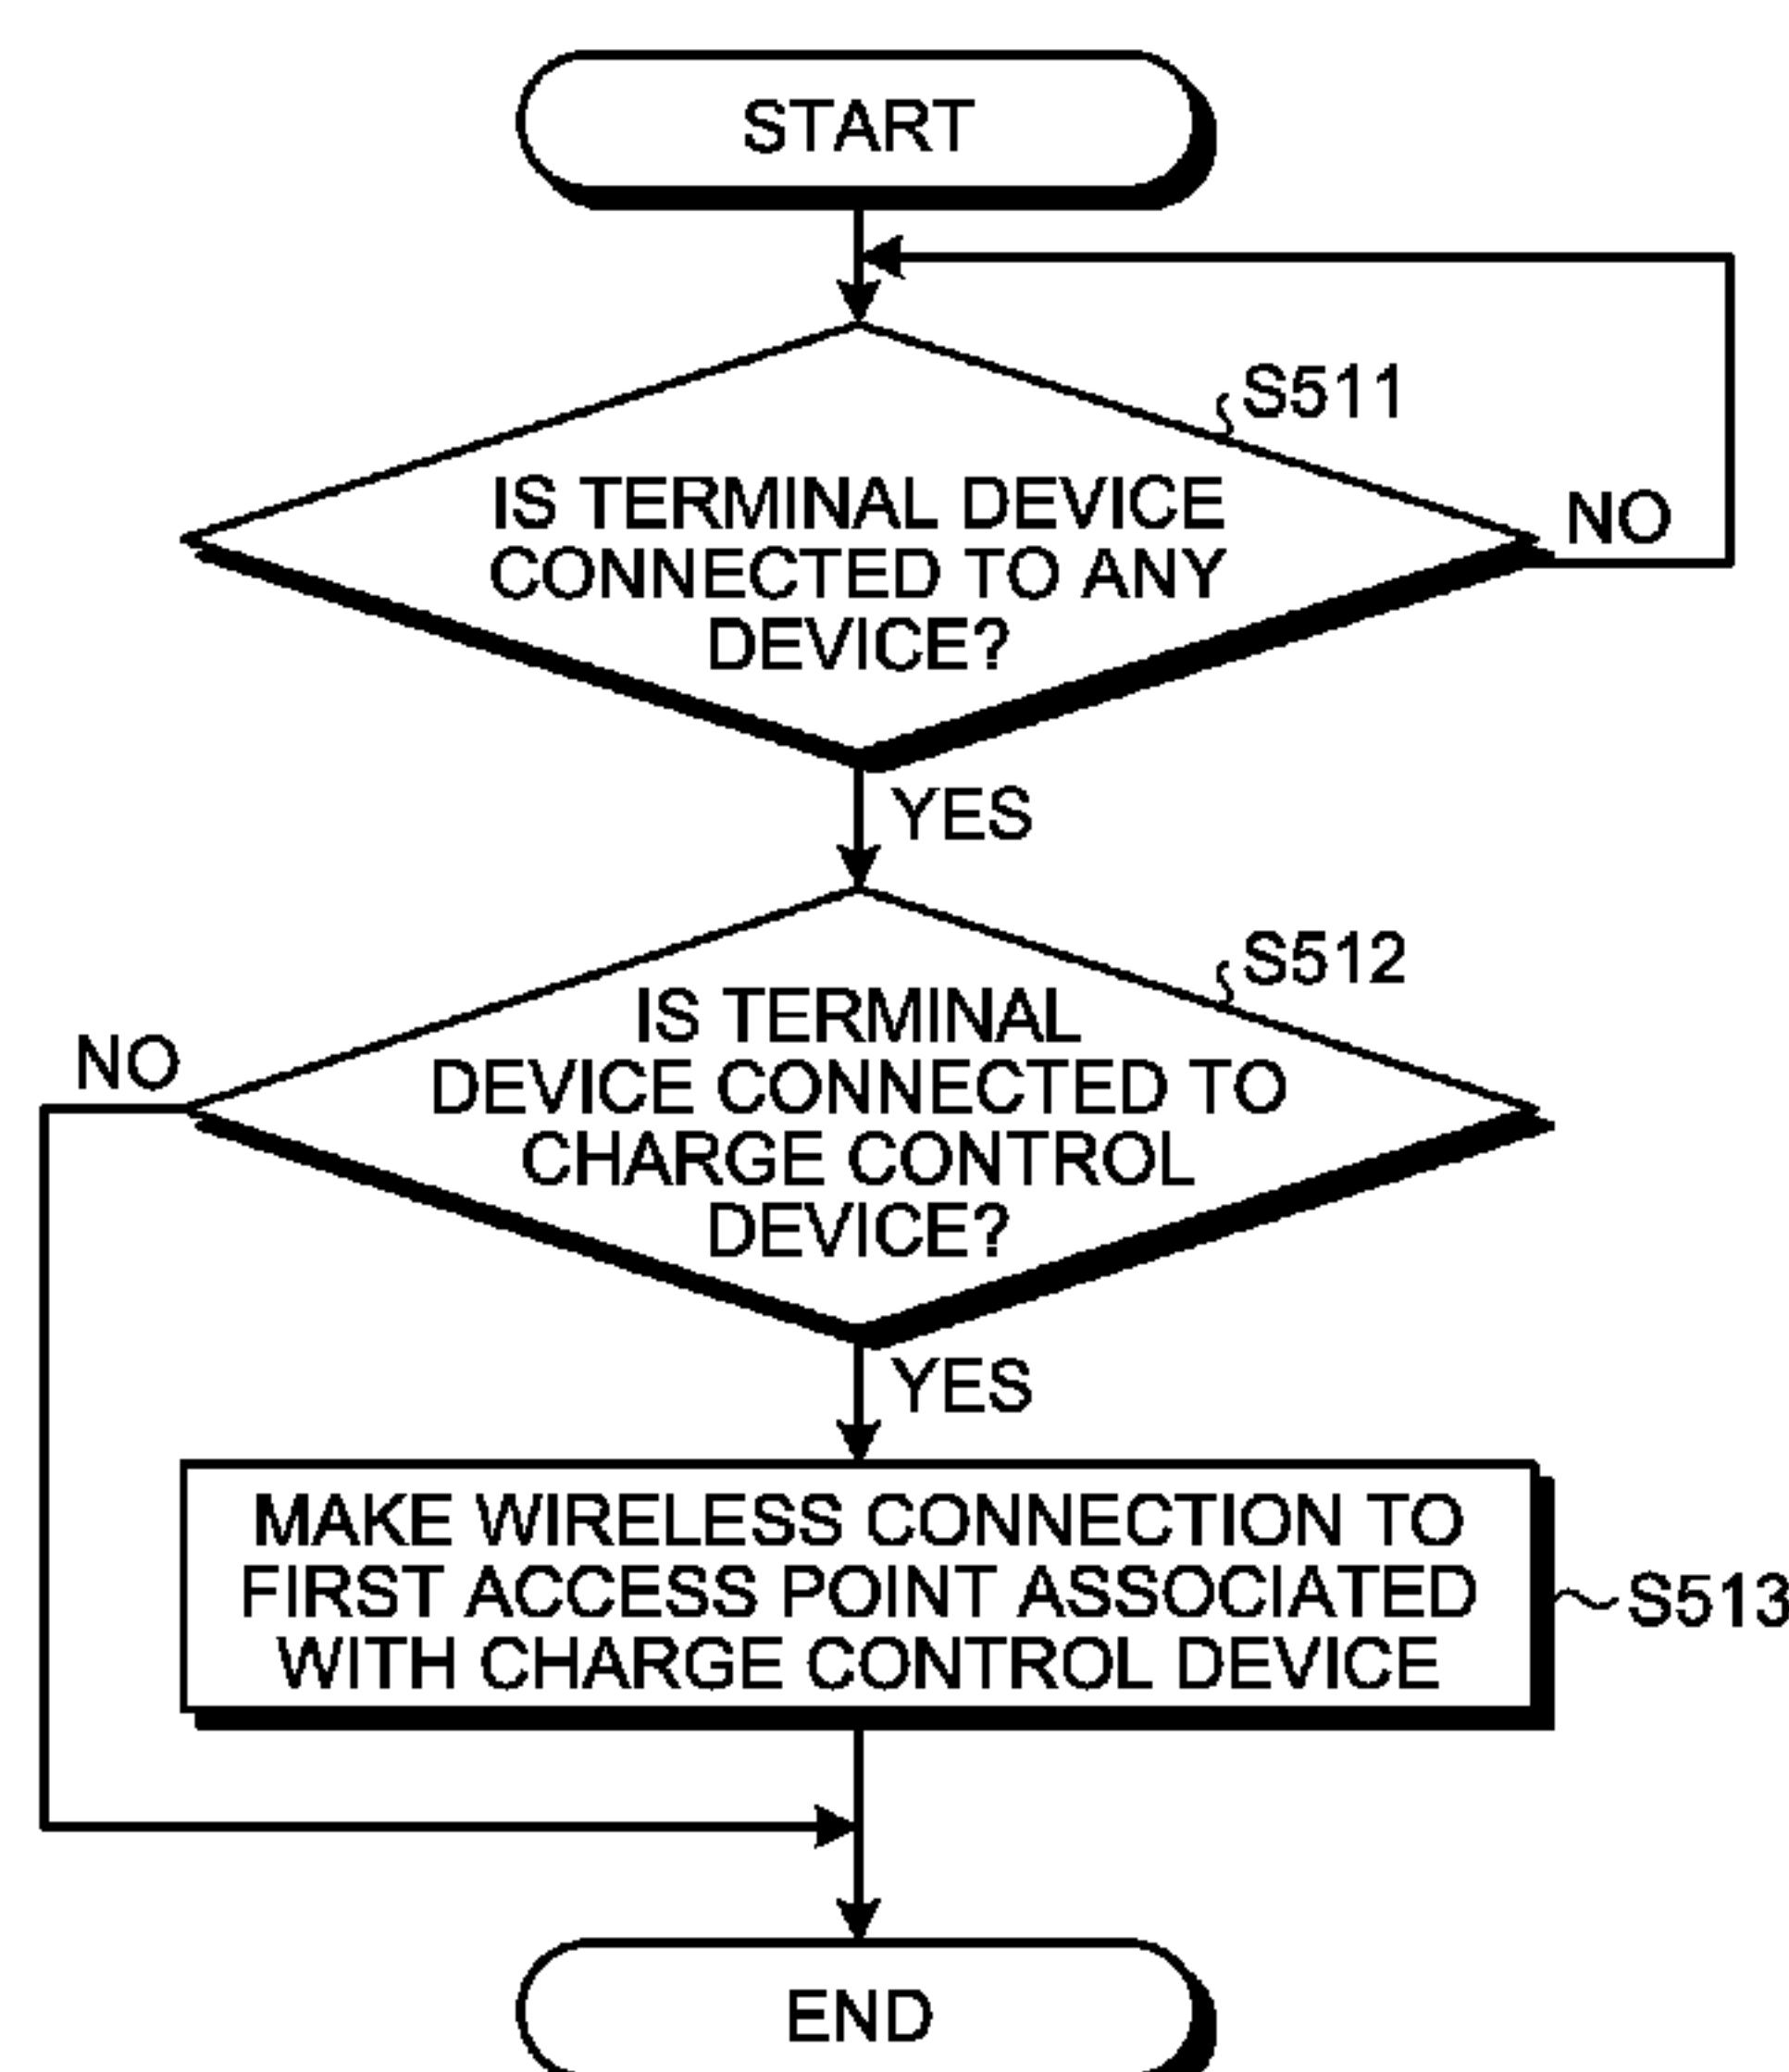 START
S511
IS TERMINAL DEVICE
CONNECTED TO ANY
DEVICE?
NO
YES
S512
IS TERMINAL
DEVICE CONNECTED TO
CHARGE CONTROL
DEVICE?
NO
YES
MAKE WIRELESS CONNECTION TO
FIRST ACCESS POINT ASSOCIATED
WITH CHARGE CONTROL DEVICE
S513
END